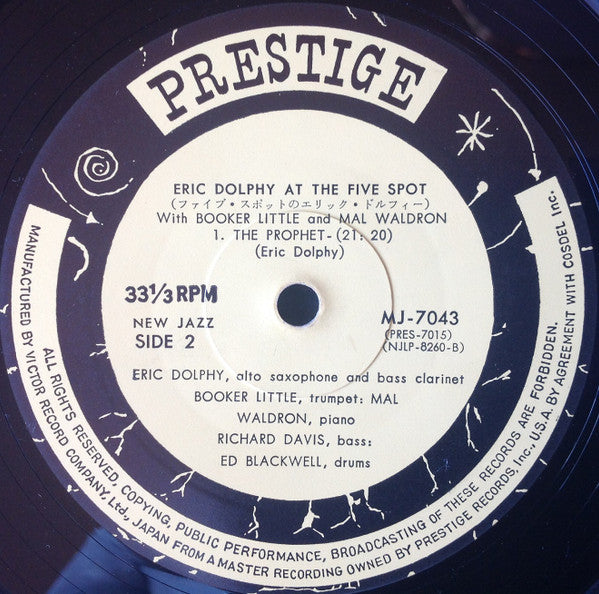 PRESTIGE
ERIC DOLPHY AT THE FIVE SPOT
(ファイブ・スポットのエリック・ドルフィー)
With BOOKER LITTLE and MAL WALDRON
1. THE PROPHET-(21:20)
(Eric Dolphy)
33⅓ RPM
NEW JAZZ
SIDE 2
MJ-7043
(PRES-7015)
(NJLP-8260-B)
ERIC DOLPHY, alto saxophone and bass clarinet
BOOKER LITTLE, trumpet: MAL
WALDRON, piano
RICHARD DAVIS, bass:
ED BLACKWELL, drums
ALL RIGHTS RESERVED, COPYING, PUBLIC PERFORMANCE, BROADCASTING OF THESE RECORDS ARE FORBIDDEN.
MANUFACTURED BY VICTOR RECORD COMPANY, Ltd., JAPAN FROM A MASTER RECORDING OWNED BY PRESTIGE RECORDS, Inc., U.S.A. BY AGREEMENT WITH COSDEL Inc.